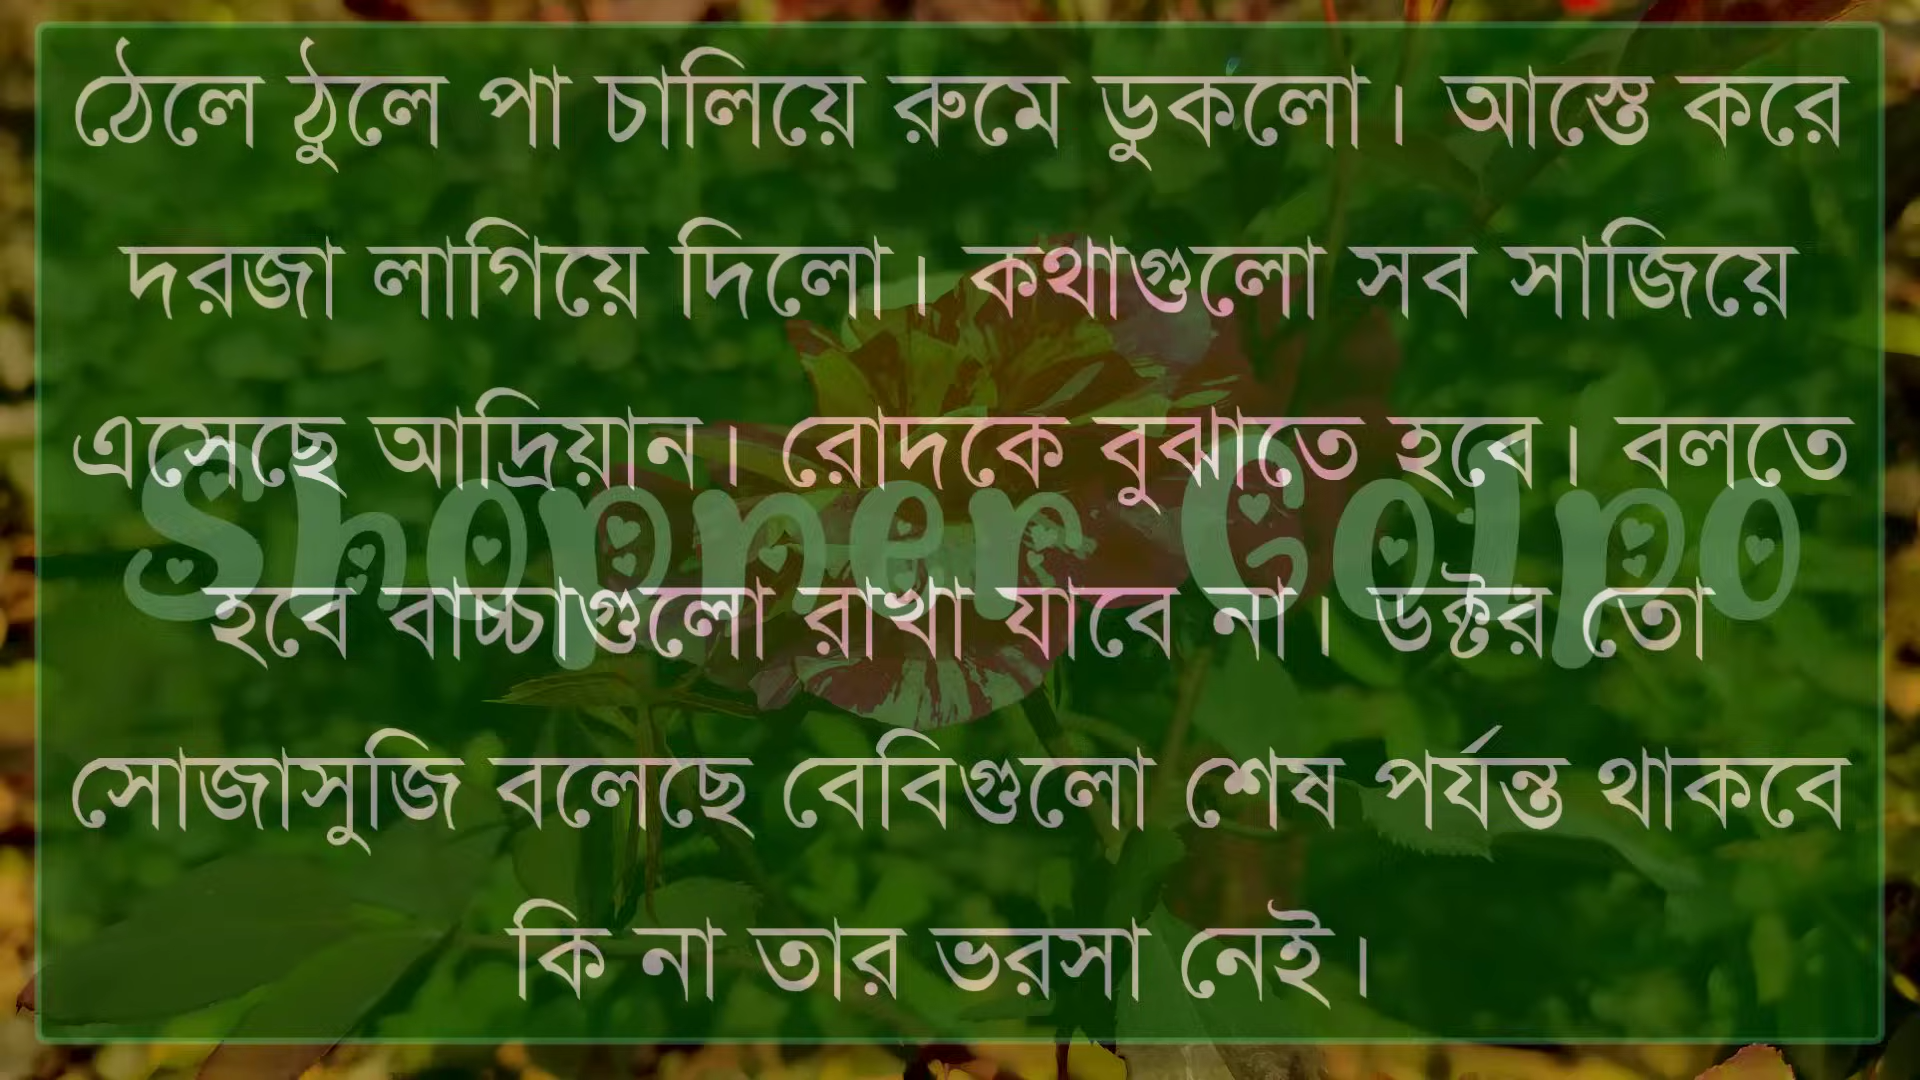 ঠেলে ঠুলে পা চালিয়ে রুমে ডুকলো। আস্তে করে
দরজা লাগিয়ে দিলো। কথাগুলো সব সাজিয়ে
এসেছে আদ্রিয়ান। রোদকে বুঝাতে হবে। বলতে
Shopner Golpo
হবে বাচ্চাগুলো রাখা যাবে না। ডক্টর তো
সোজাসুজি বলেছে বেবিগুলো শেষ পর্যন্ত থাকবে
কি না তার ভরসা নেই।